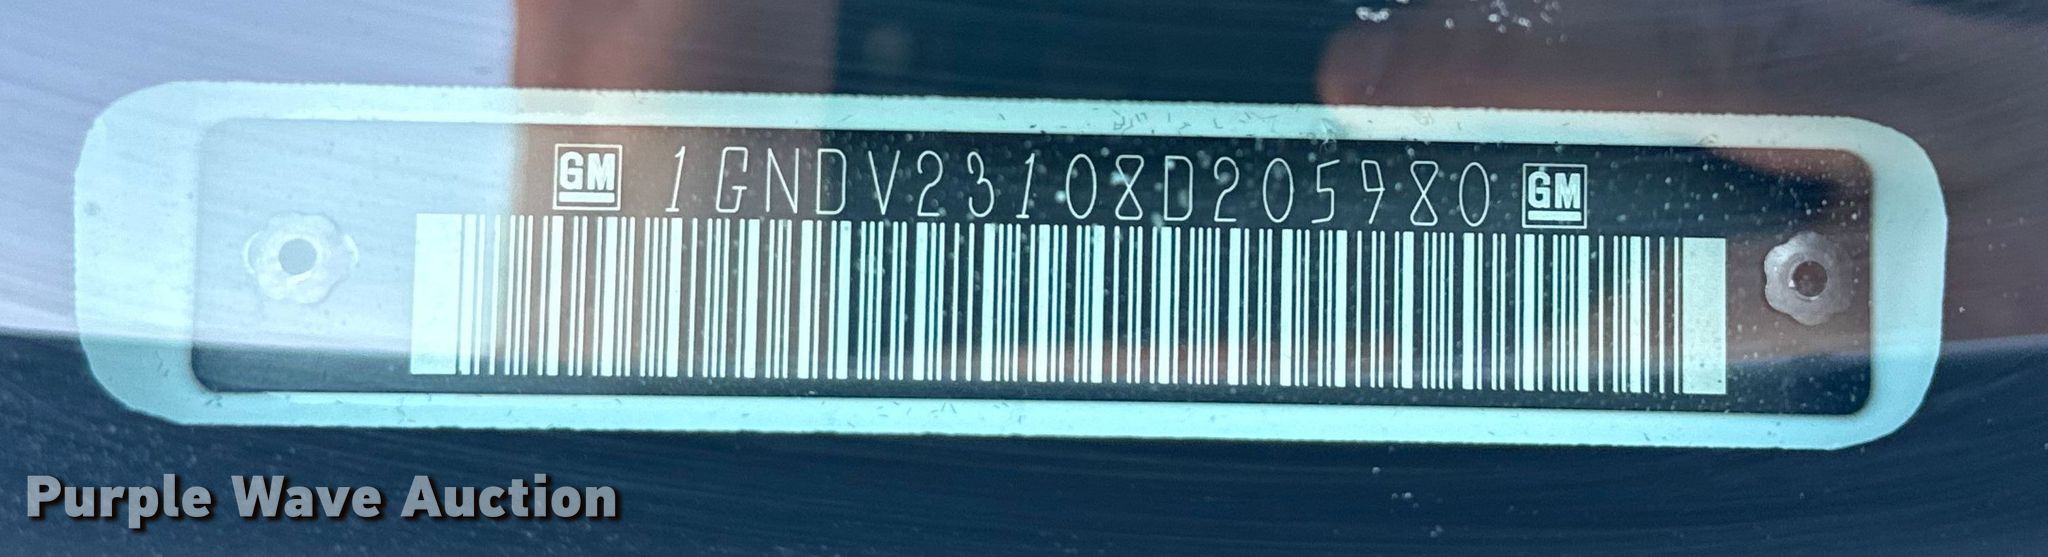 GM 1GNDV23108D205980 GM
Purple Wave Auction